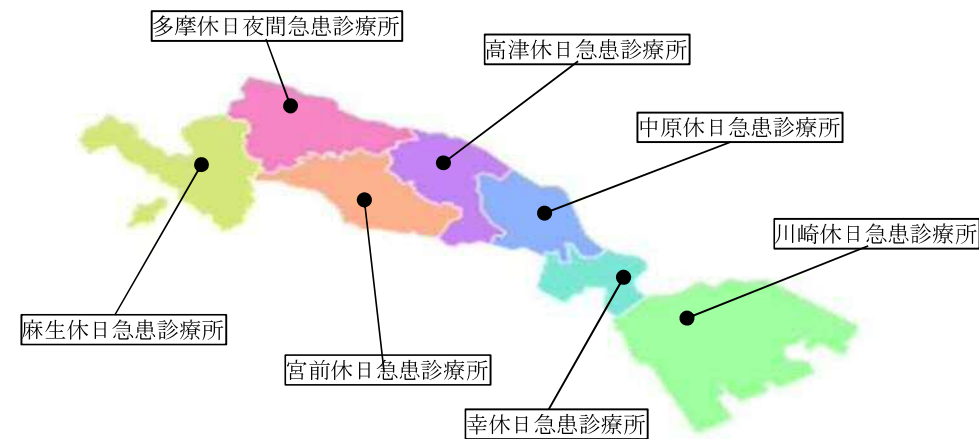 多摩休日夜間急患診療所
高津休日急患診療所
中原休日急患診療所
川崎休日急患診療所
麻生休日急患診療所
宮前休日急患診療所
幸休日急患診療所